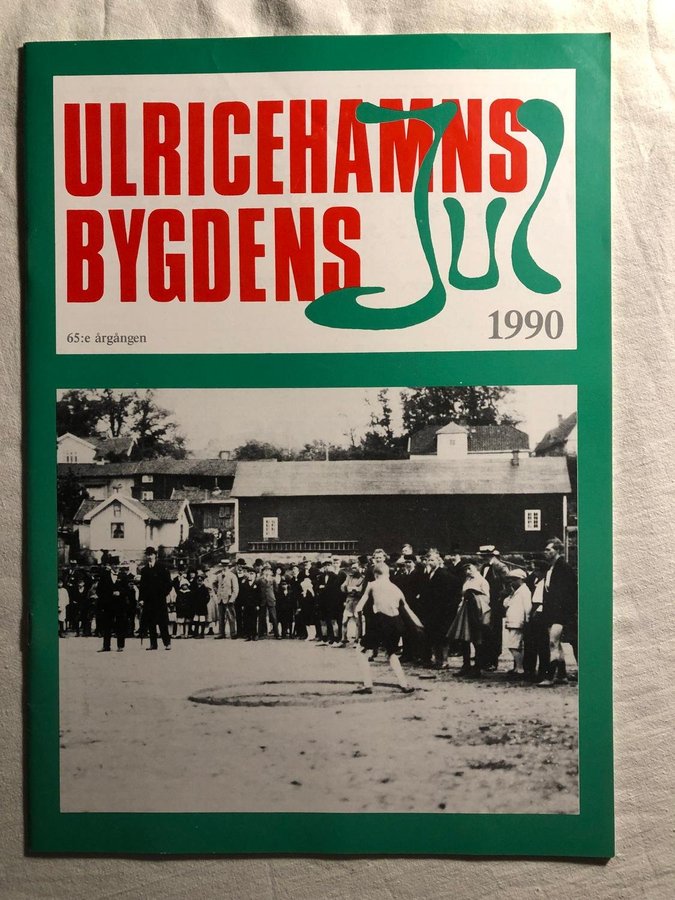 ULRICEHAMNS
BYGDENS Jul
65:e årgången
1990